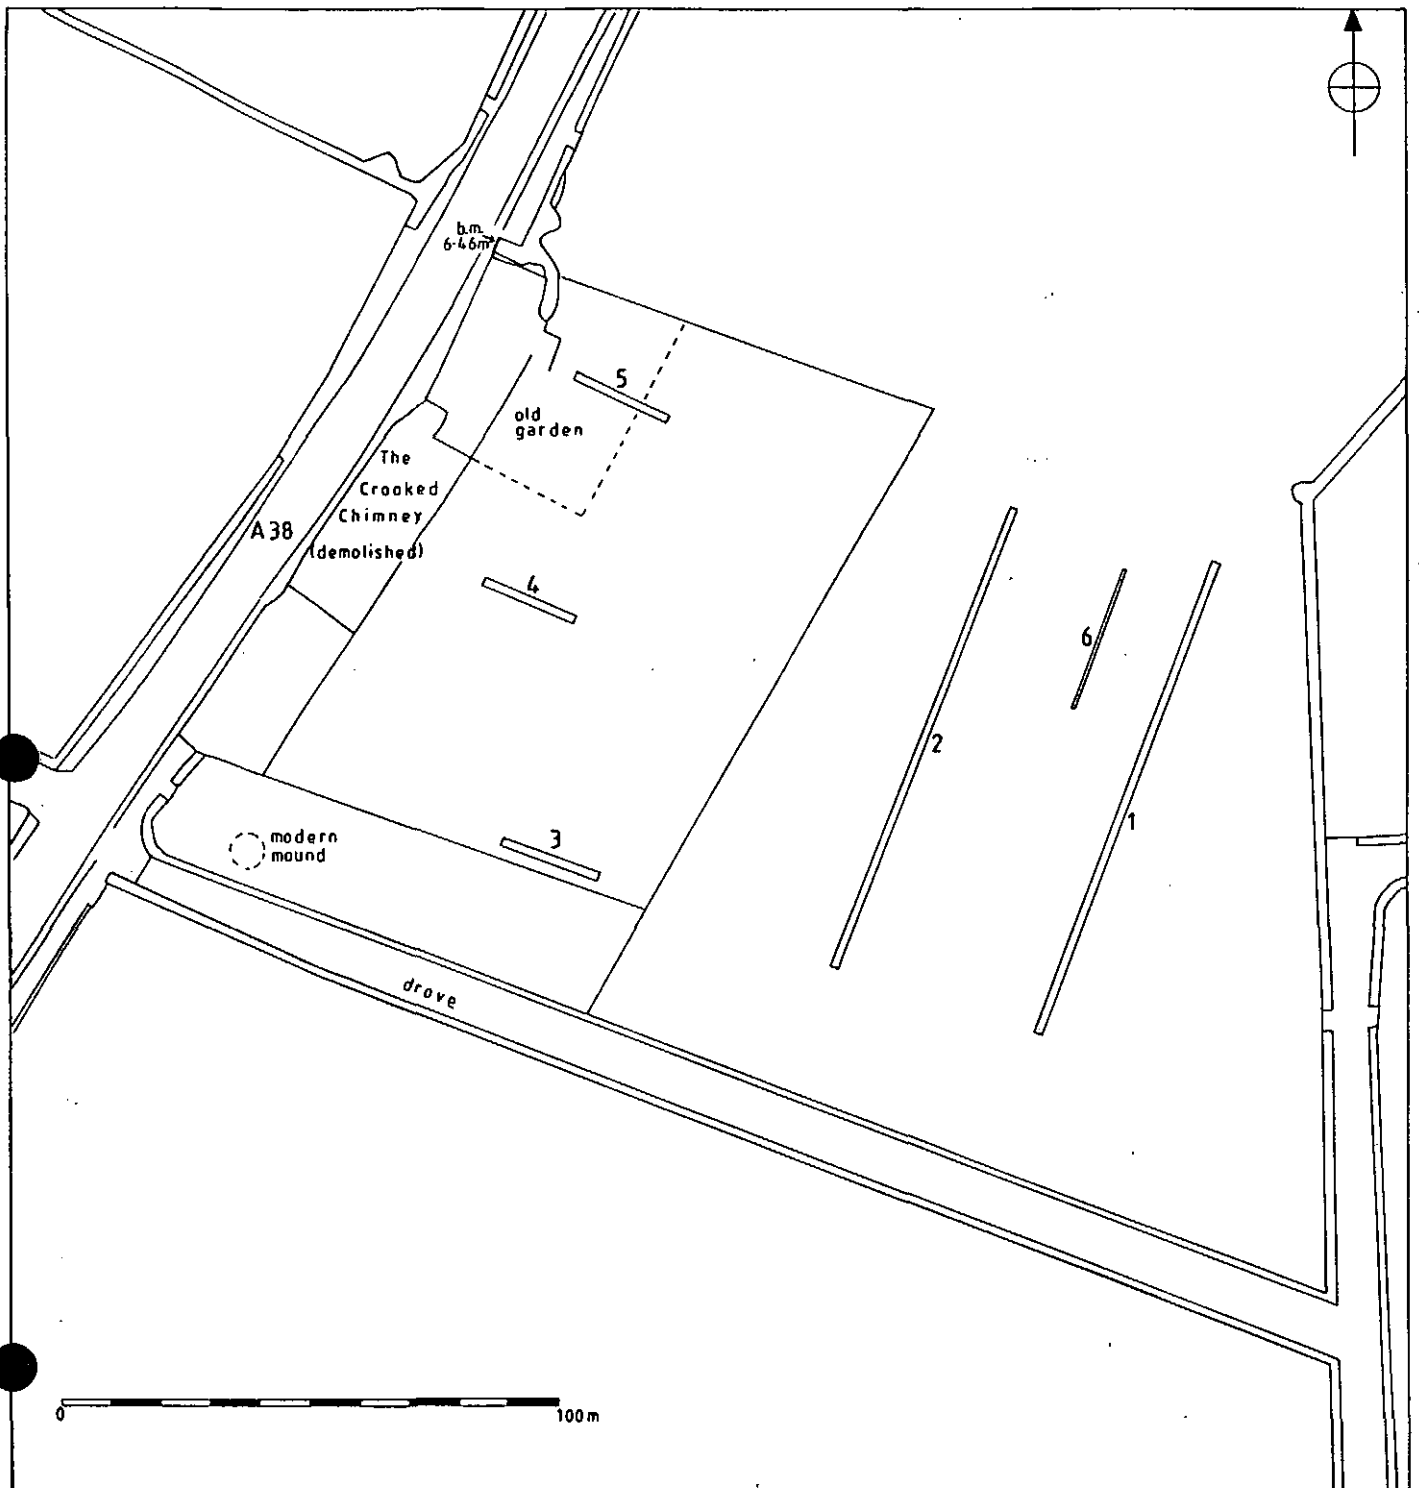 b.m.
6·46m
5
old
garden
The
Crooked
Chimney
(demolished)
A38
4
6
2
1
3
modern
mound
drove
0
100m